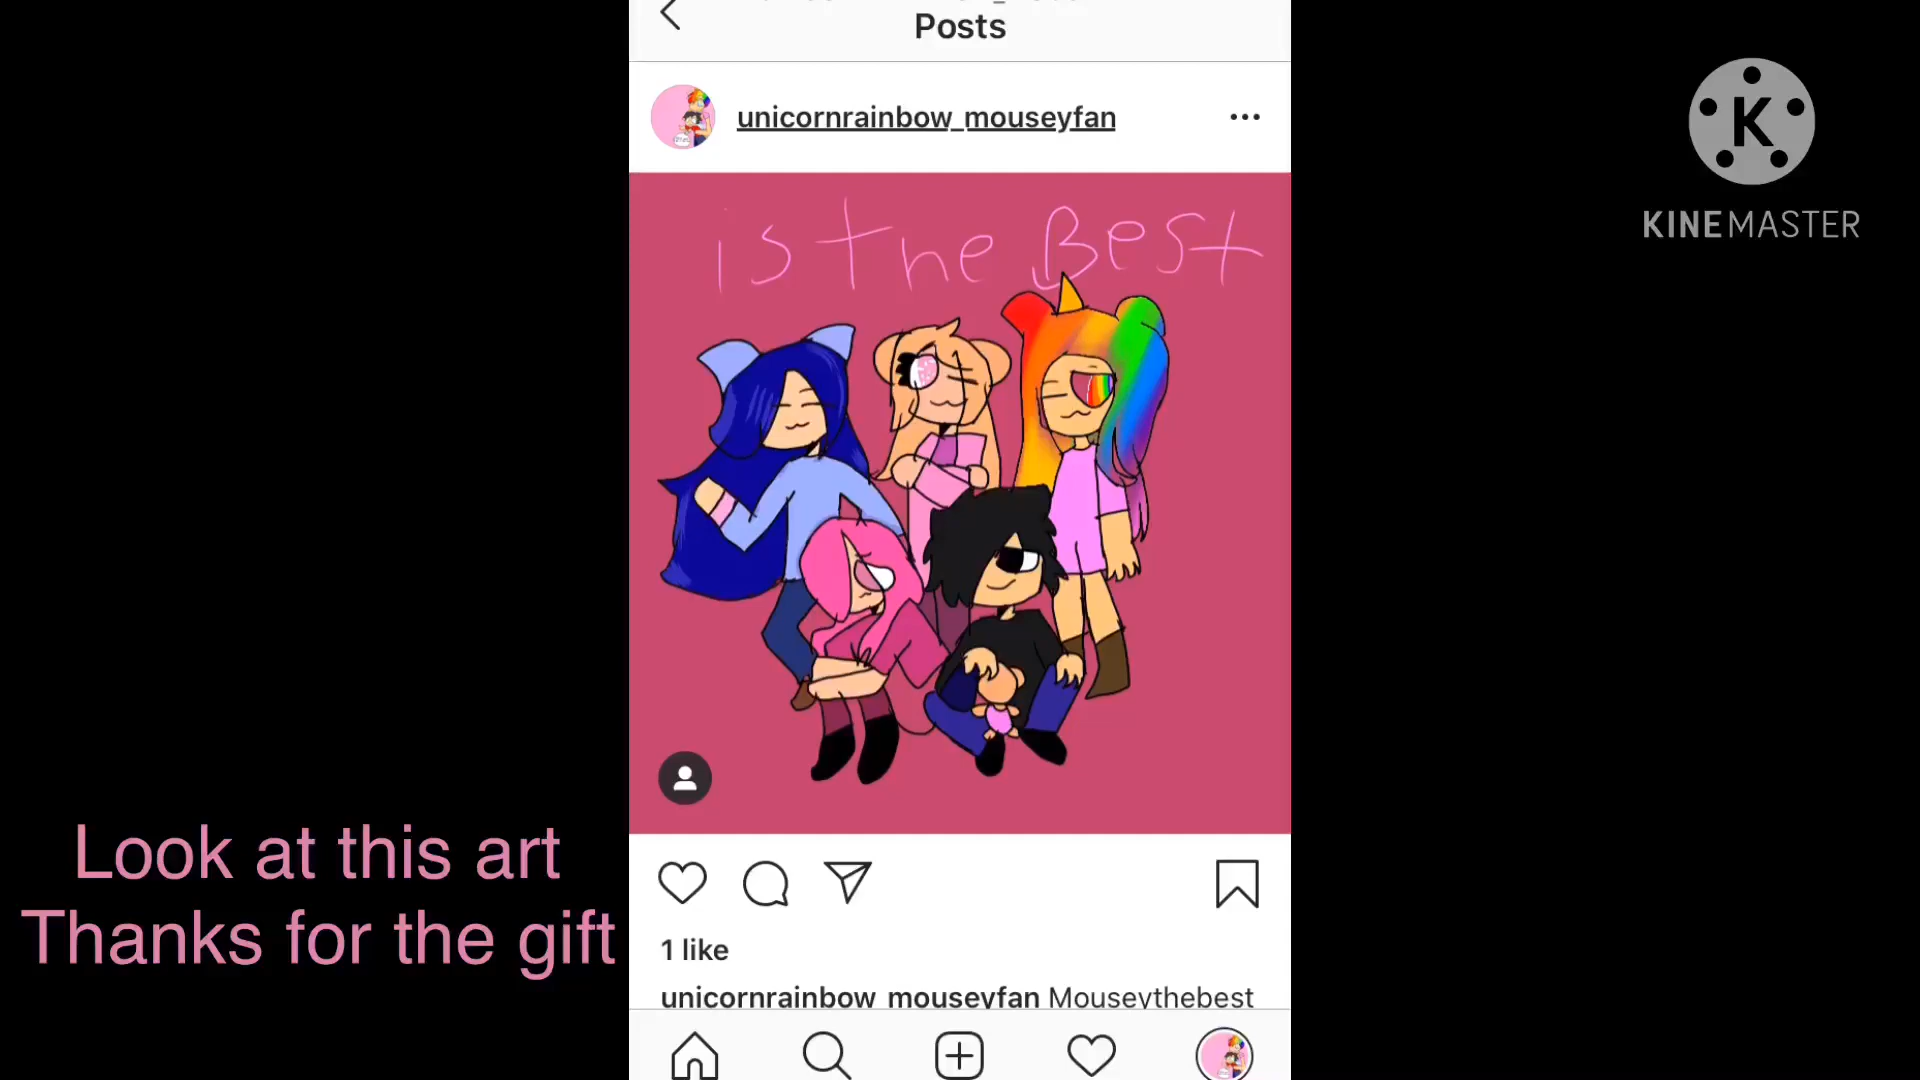 Posts
unicornrainbow_mouseyfan
is the Best
KINEMASTER
Look at this art
Thanks for the gift
1 like
unicornrainbow_mouseyfan Mouseythebest